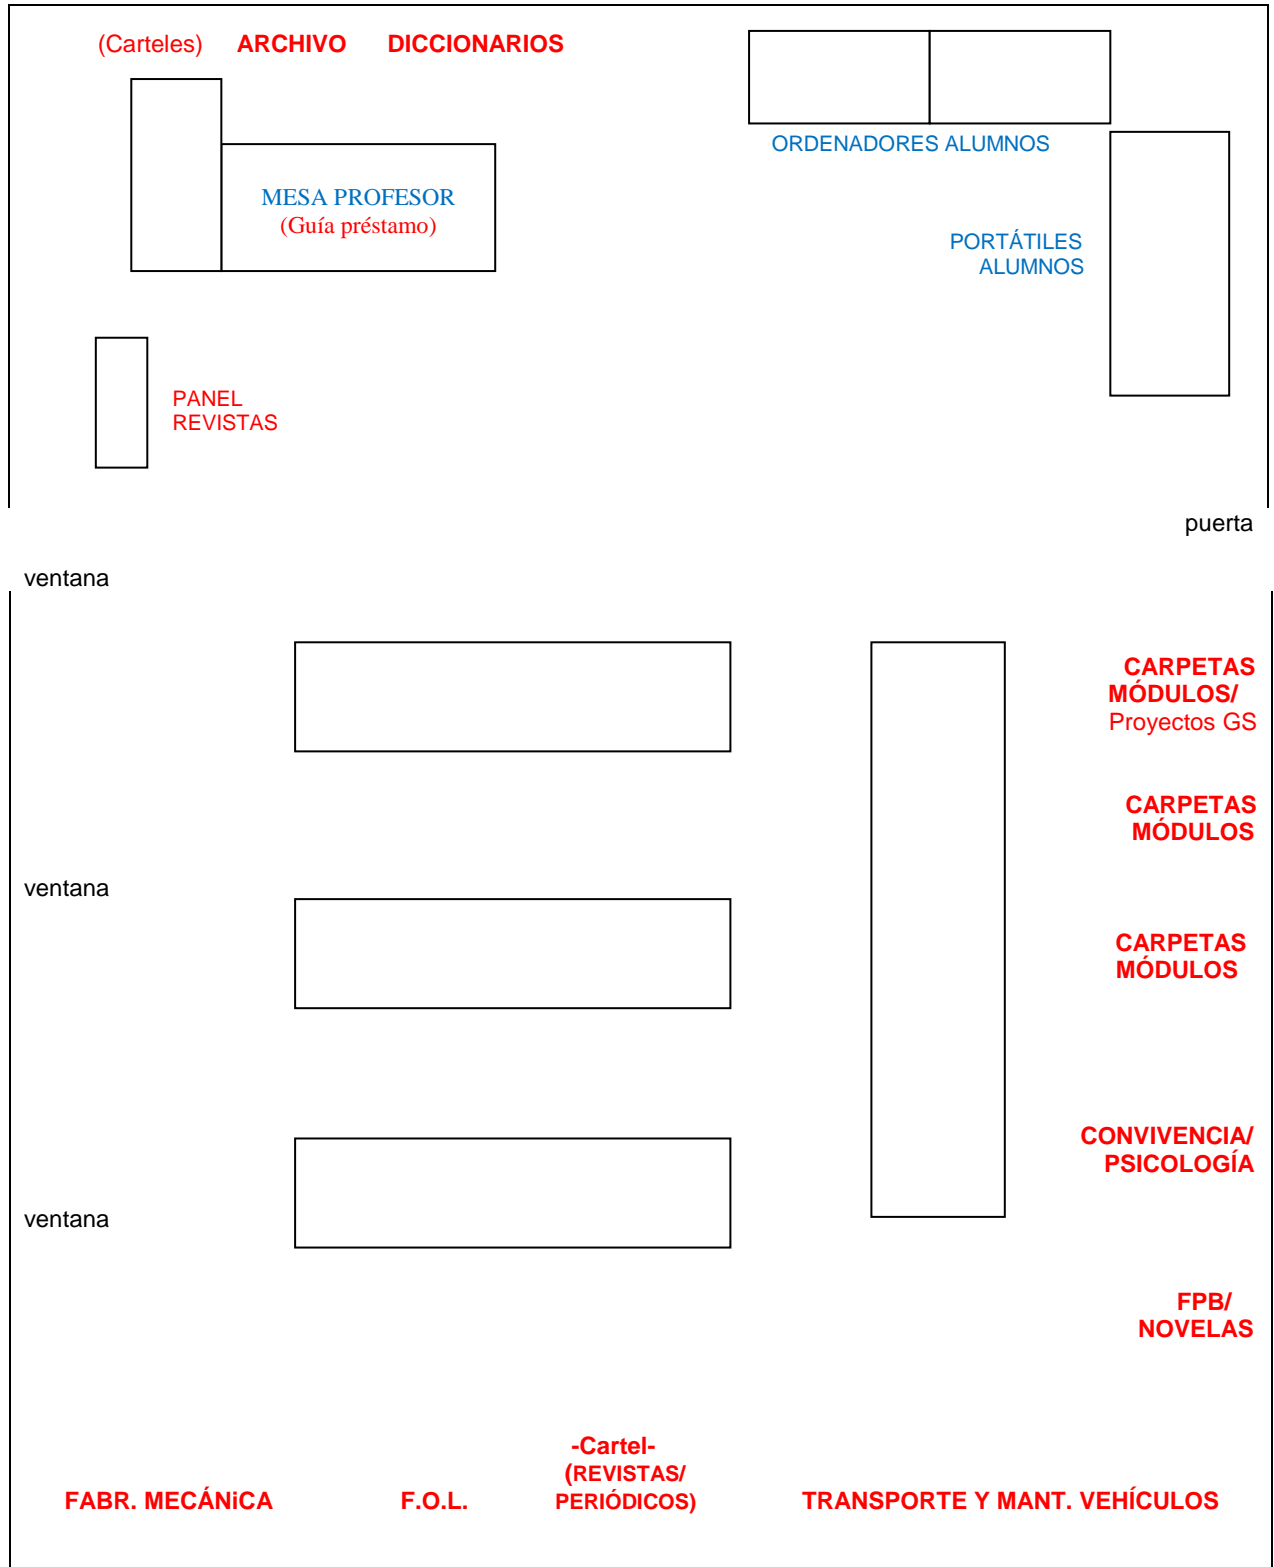 (Carteles) ARCHIVO DICCIONARIOS
ORDENADORES ALUMNOS
MESA PROFESOR
(Guía préstamo)
PORTÁTILES
ALUMNOS
PANEL
REVISTAS
puerta
ventana
CARPETAS
MÓDULOS/
Proyectos GS
CARPETAS
MÓDULOS
ventana
CARPETAS
MÓDULOS
CONVIVENCIA/
PSICOLOGÍA
ventana
FPB/
NOVELAS
-Cartel-
(REVISTAS/
PERIÓDICOS)
FABR. MECÁNiCA F.O.L. TRANSPORTE Y MANT. VEHÍCULOS